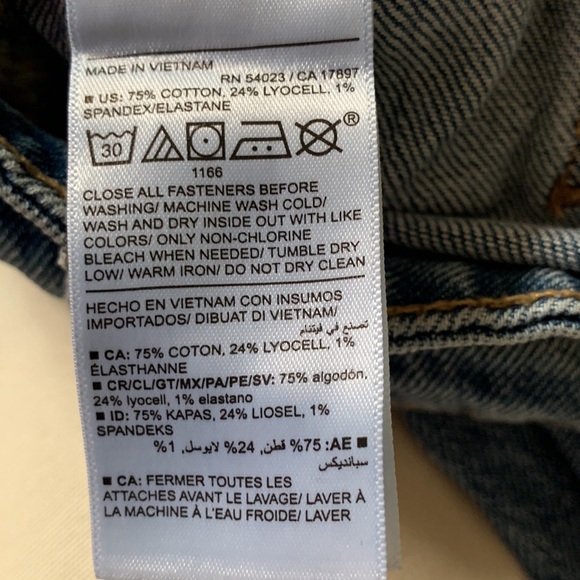 MADE IN VIETNAM
RN 54023 / CA 17897
■ US: 75% COTTON, 24% LYOCELL, 1%
SPANDEX/ELASTANE
30
®
1166
CLOSE ALL FASTENERS BEFORE
WASHING/ MACHINE WASH COLD/
WASH AND DRY INSIDE OUT WITH LIKE
COLORS/ ONLY NON-CHLORINE
BLEACH WHEN NEEDED/ TUMBLE DRY
LOW/ WARM IRON/ DO NOT DRY CLEAN
HECHO EN VIETNAM CON INSUMOS
IMPORTADOS/ DIBUAT DI VIETNAM/
تصنع في فيتنام
■ CA: 75% COTON, 24% LYOCELL, 1%
ÉLASTHANNE
■ CR/CL/GT/MX/PA/PE/SV: 75% algodón,
24% lyocell, 1% elastano
■ ID: 75% KAPAS, 24% LIOSEL, 1%
SPANDEKS
■ AE: 75% قطن, 24% لايوسل, 1%
سبانديكس
■ CA: FERMER TOUTES LES
ATTACHES AVANT LE LAVAGE/ LAVER À
LA MACHINE À L'EAU FROIDE/ LAVER